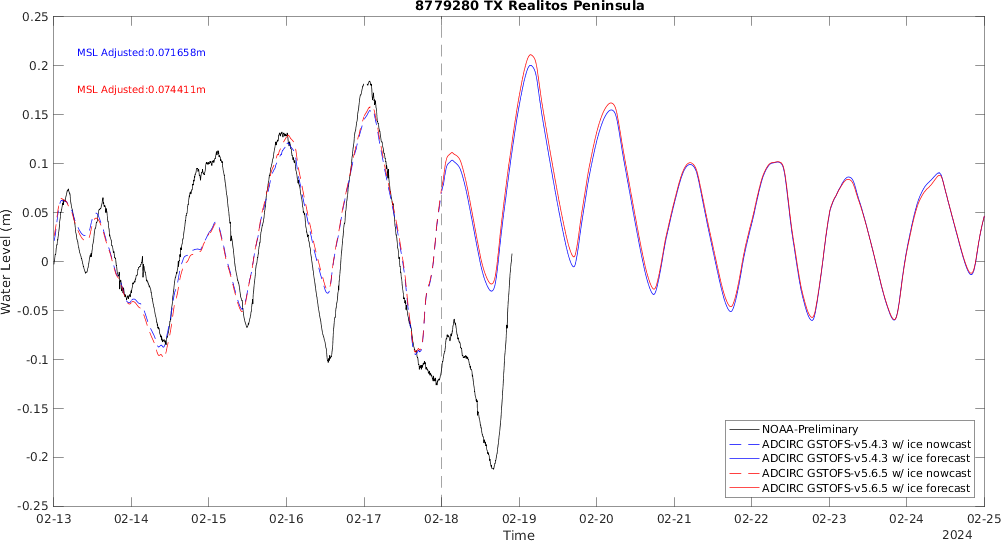 8779280 TX Realitos Peninsula
MSL Adjusted:0.071658m
MSL Adjusted:0.074411m
Water Level (m)
0.25
0.2
0.15
0.1
0.05
0
-0.05
-0.1
-0.15
-0.2
-0.25
NOAA-Preliminary
ADCIRC GSTOFS-v5.4.3 w/ ice nowcast
ADCIRC GSTOFS-v5.4.3 w/ ice forecast
ADCIRC GSTOFS-v5.6.5 w/ ice nowcast
ADCIRC GSTOFS-v5.6.5 w/ ice forecast
02-13 02-14 02-15 02-16 02-17 02-18 02-19 02-20 02-21 02-22 02-23 02-24 02-25
Time
2024